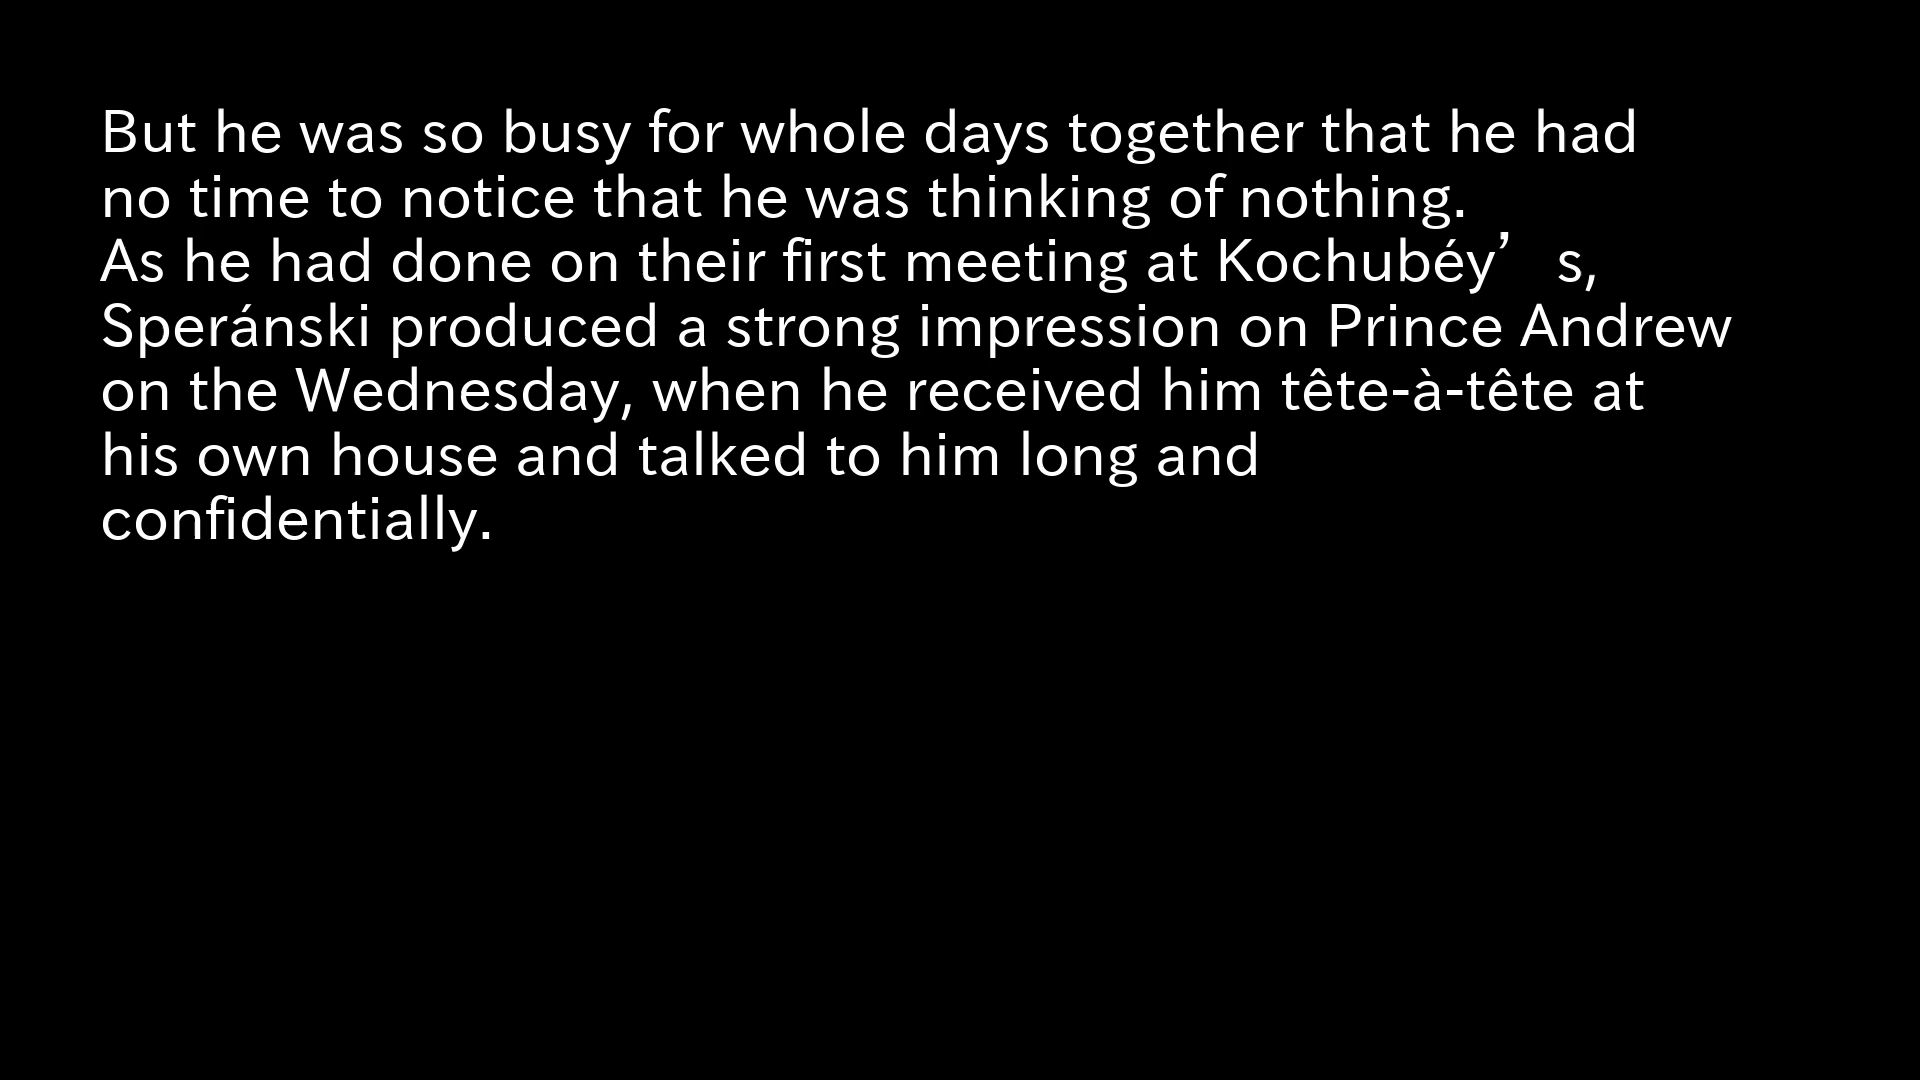 But he was so busy for whole days together that he had
no time to notice that he was thinking of nothing.
As he had done on their first meeting at Kochubéy’s,
Speránski produced a strong impression on Prince Andrew
on the Wednesday, when he received him tête-à-tête at
his own house and talked to him long and
confidentially.